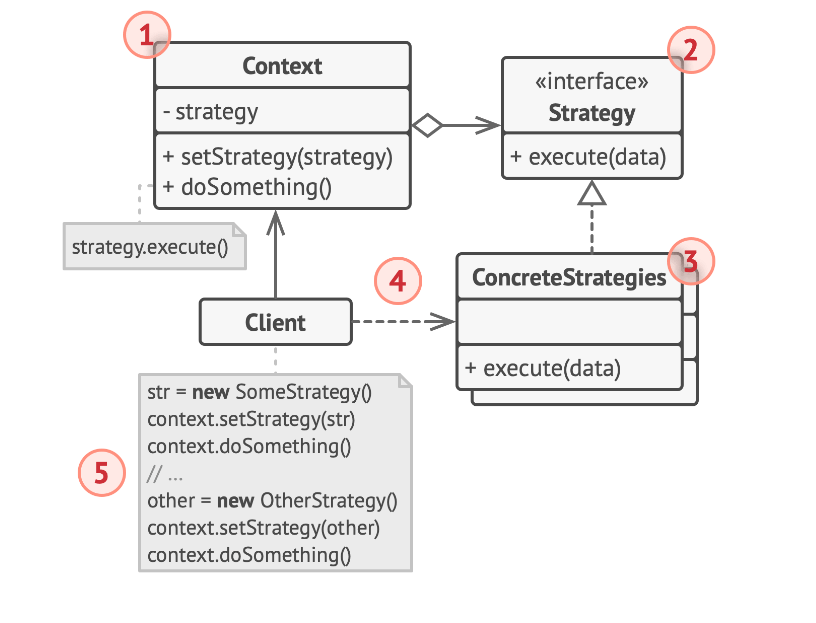 1
Context
- strategy
+ setStrategy(strategy)
+ doSomething()
strategy.execute()
2
«interface»
Strategy
+ execute(data)
3
ConcreteStrategies
+ execute(data)
4
Client
5
str = new SomeStrategy()
context.setStrategy(str)
context.doSomething()
// ...
other = new OtherStrategy()
context.setStrategy(other)
context.doSomething()